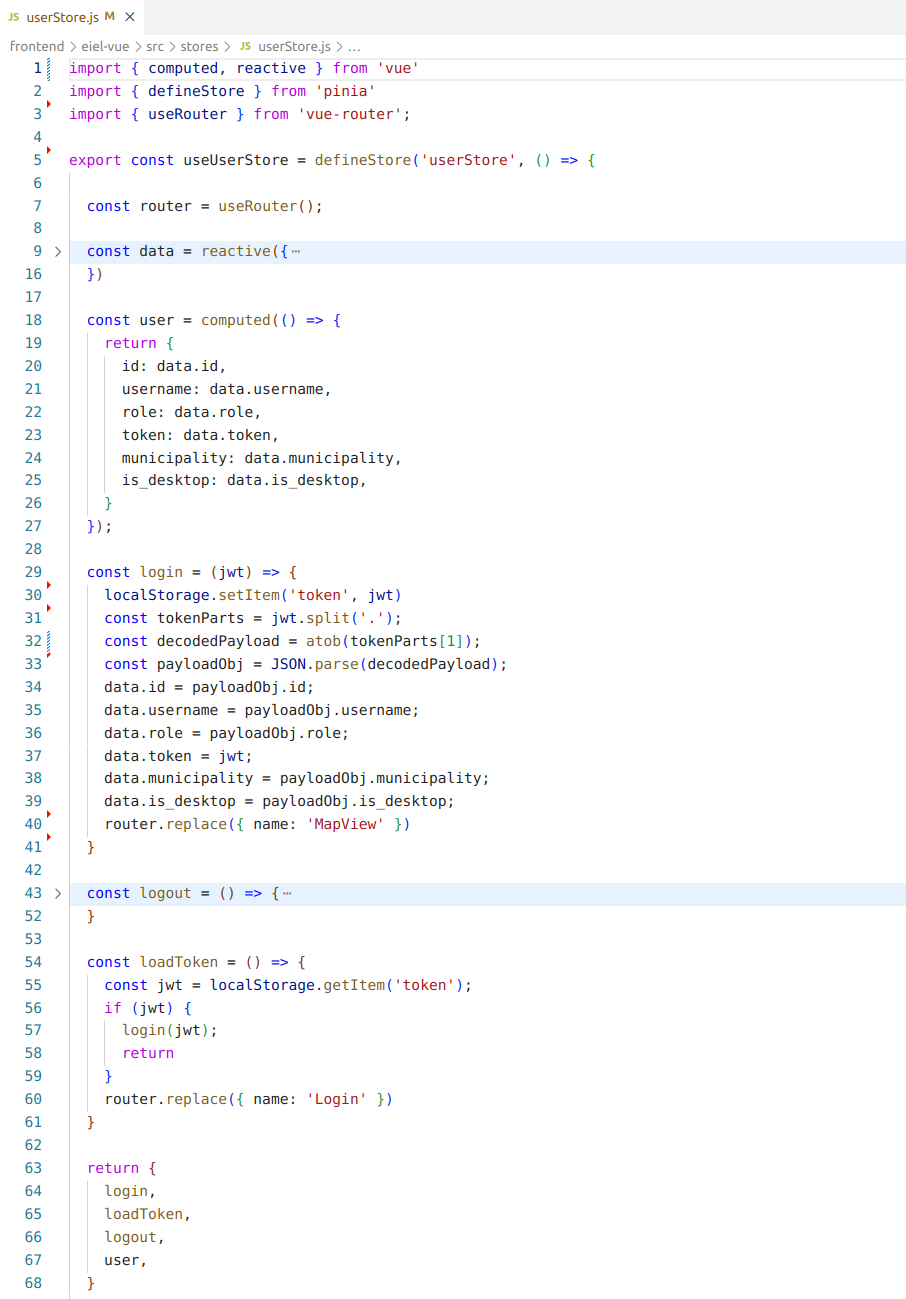 JS userStore.js M ×
frontend > eiel-vue > src > stores > JS userStore.js > ...
1 import { computed, reactive } from 'vue'
2 import { defineStore } from 'pinia'
3 import { useRouter } from 'vue-router';
4
5 export const useUserStore = defineStore('userStore', () => {
6
7   const router = useRouter();
8
9 >   const data = reactive({ ⋯
16   })
17
18   const user = computed(() => {
19     return {
20       id: data.id,
21       username: data.username,
22       role: data.role,
23       token: data.token,
24       municipality: data.municipality,
25       is_desktop: data.is_desktop,
26     }
27   });
28
29   const login = (jwt) => {
30     localStorage.setItem('token', jwt)
31     const tokenParts = jwt.split('.');
32     const decodedPayload = atob(tokenParts[1]);
33     const payloadObj = JSON.parse(decodedPayload);
34     data.id = payloadObj.id;
35     data.username = payloadObj.username;
36     data.role = payloadObj.role;
37     data.token = jwt;
38     data.municipality = payloadObj.municipality;
39     data.is_desktop = payloadObj.is_desktop;
40     router.replace({ name: 'MapView' })
41   }
42
43 >   const logout = () => { ⋯
52   }
53
54   const loadToken = () => {
55     const jwt = localStorage.getItem('token');
56     if (jwt) {
57       login(jwt);
58       return
59     }
60     router.replace({ name: 'Login' })
61   }
62
63   return {
64     login,
65     loadToken,
66     logout,
67     user,
68   }